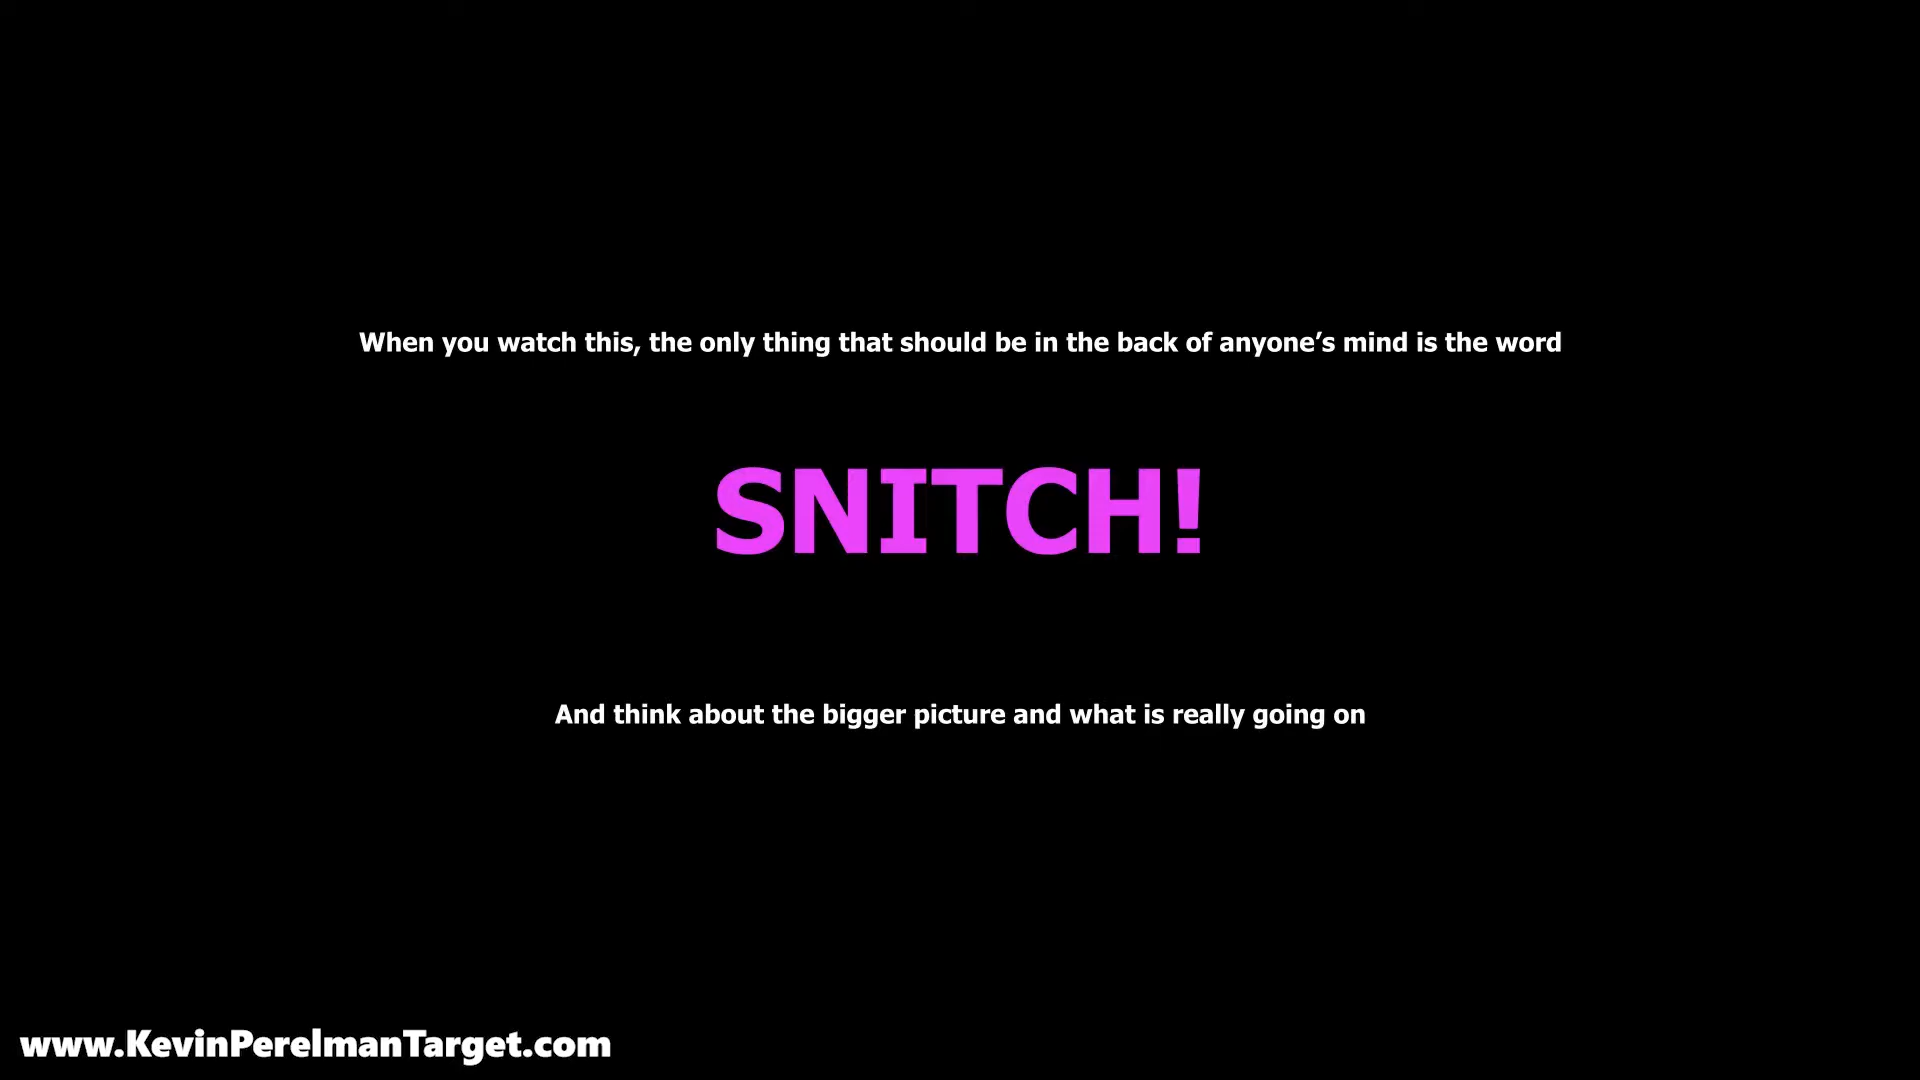 When you watch this, the only thing that should be in the back of anyone’s mind is the word
SNITCH!
And think about the bigger picture and what is really going on
www.KevinPerelmanTarget.com